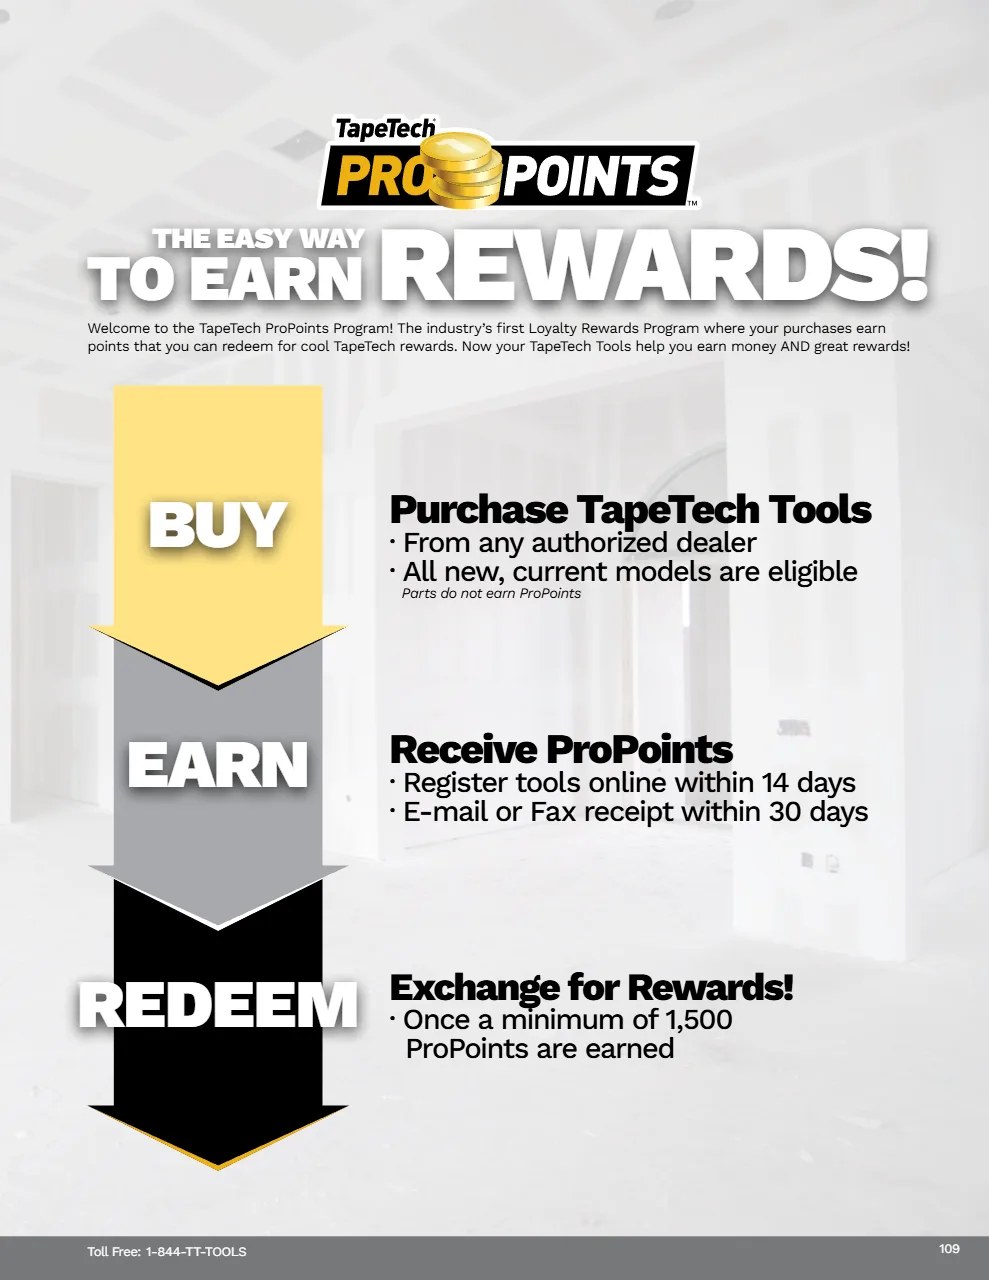 TapeTech®
PROPOINTS™
THE EASY WAY
TO EARN REWARDS!
Welcome to the TapeTech ProPoints Program! The industry's first Loyalty Rewards Program where your purchases earn
points that you can redeem for cool TapeTech rewards. Now your TapeTech Tools help you earn money AND great rewards!
BUY
Purchase TapeTech Tools
· From any authorized dealer
· All new, current models are eligible
Parts do not earn ProPoints
EARN
Receive ProPoints
· Register tools online within 14 days
· E-mail or Fax receipt within 30 days
REDEEM
Exchange for Rewards!
· Once a minimum of 1,500
ProPoints are earned
Toll Free: 1-844-TT-TOOLS
109